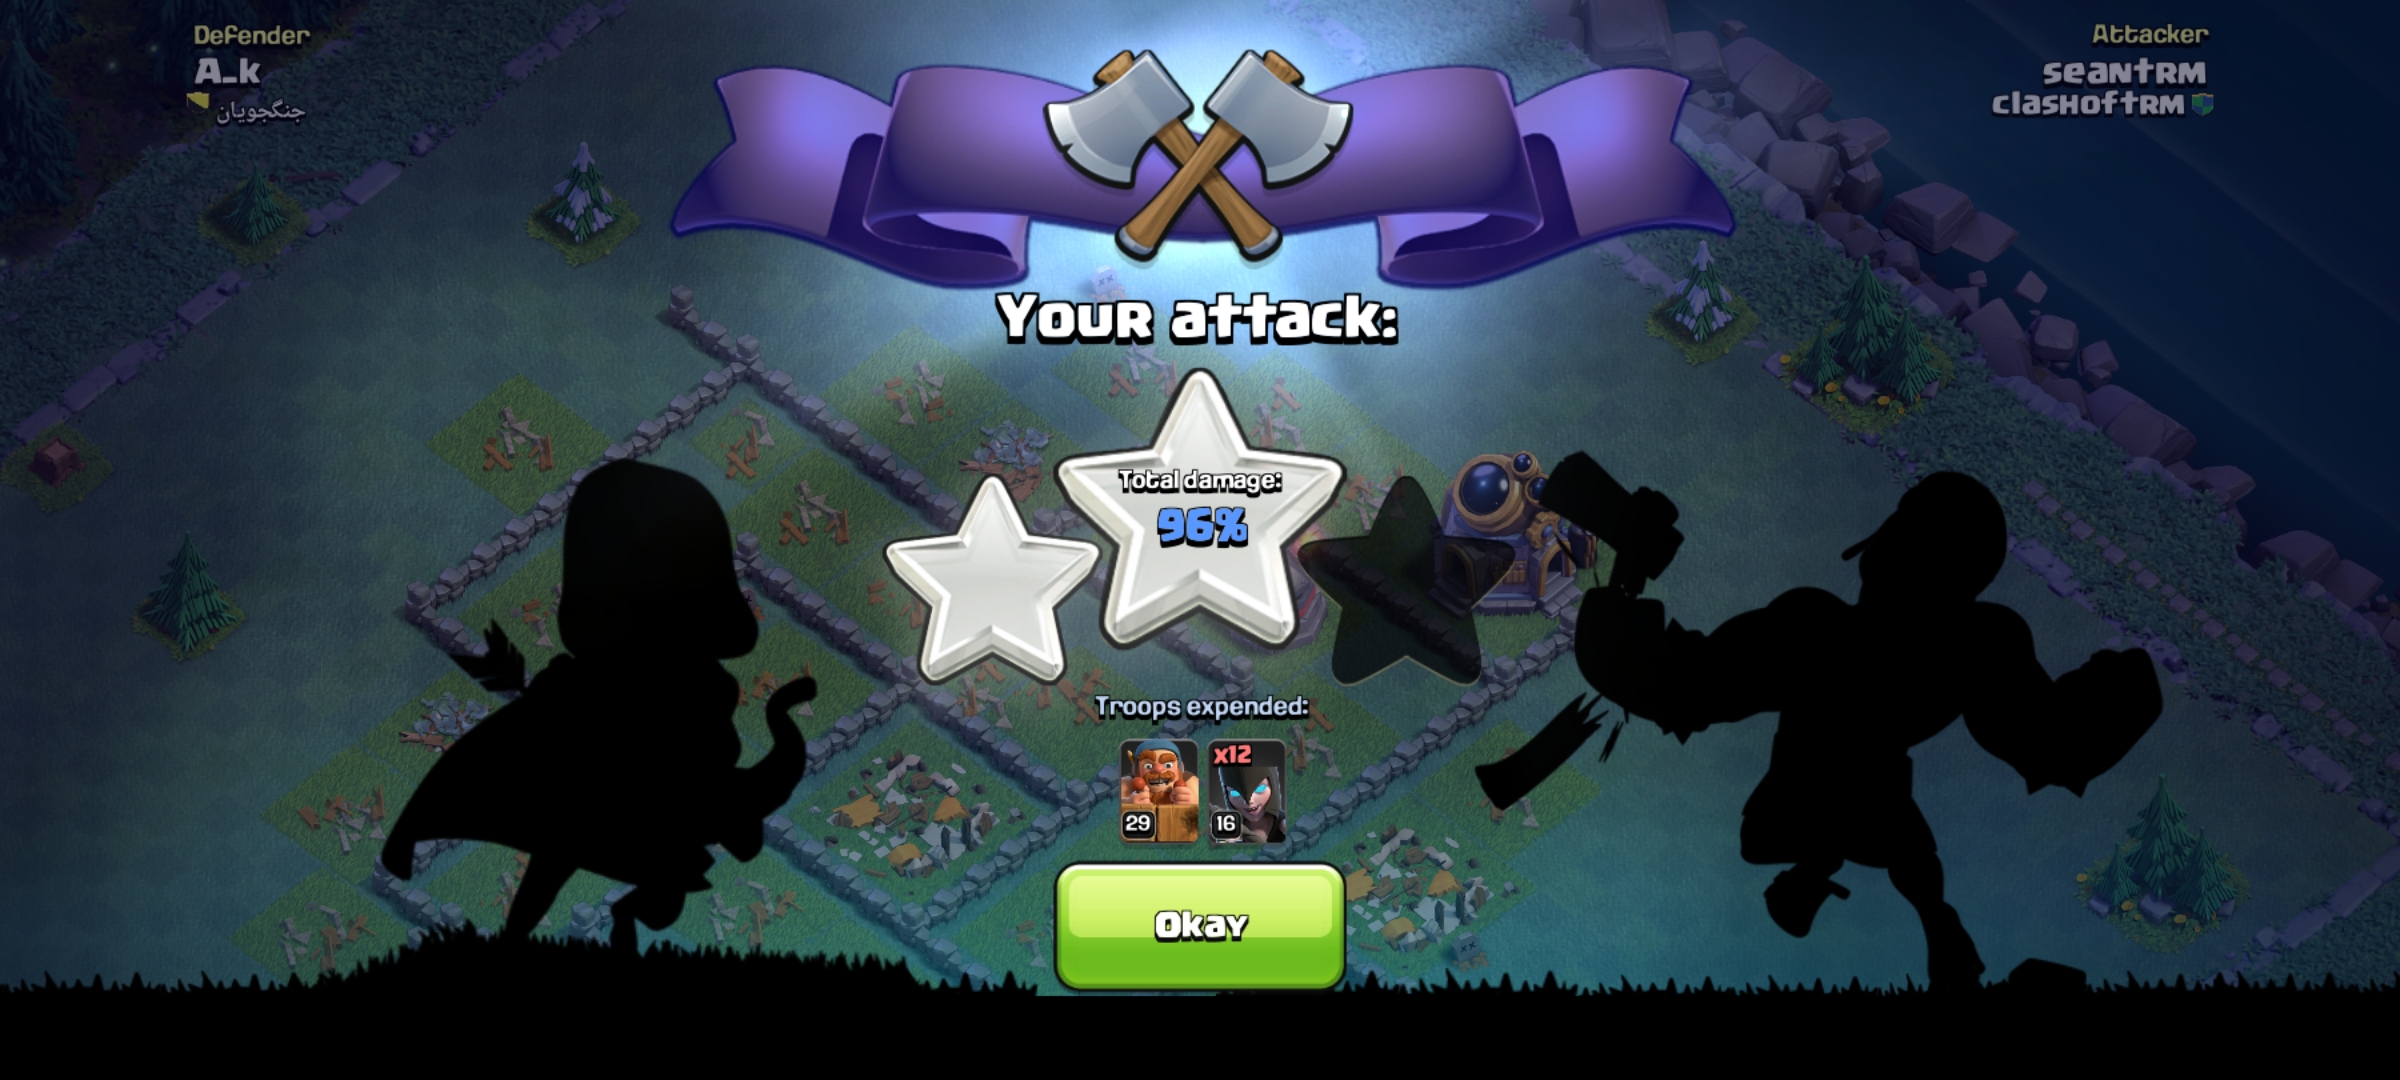 Defender
A_k
جنگجویان
Attacker
seantrm
clashoftrm
Your attack:
Total damage:
96%
Troops expended:
x12
29
16
Okay